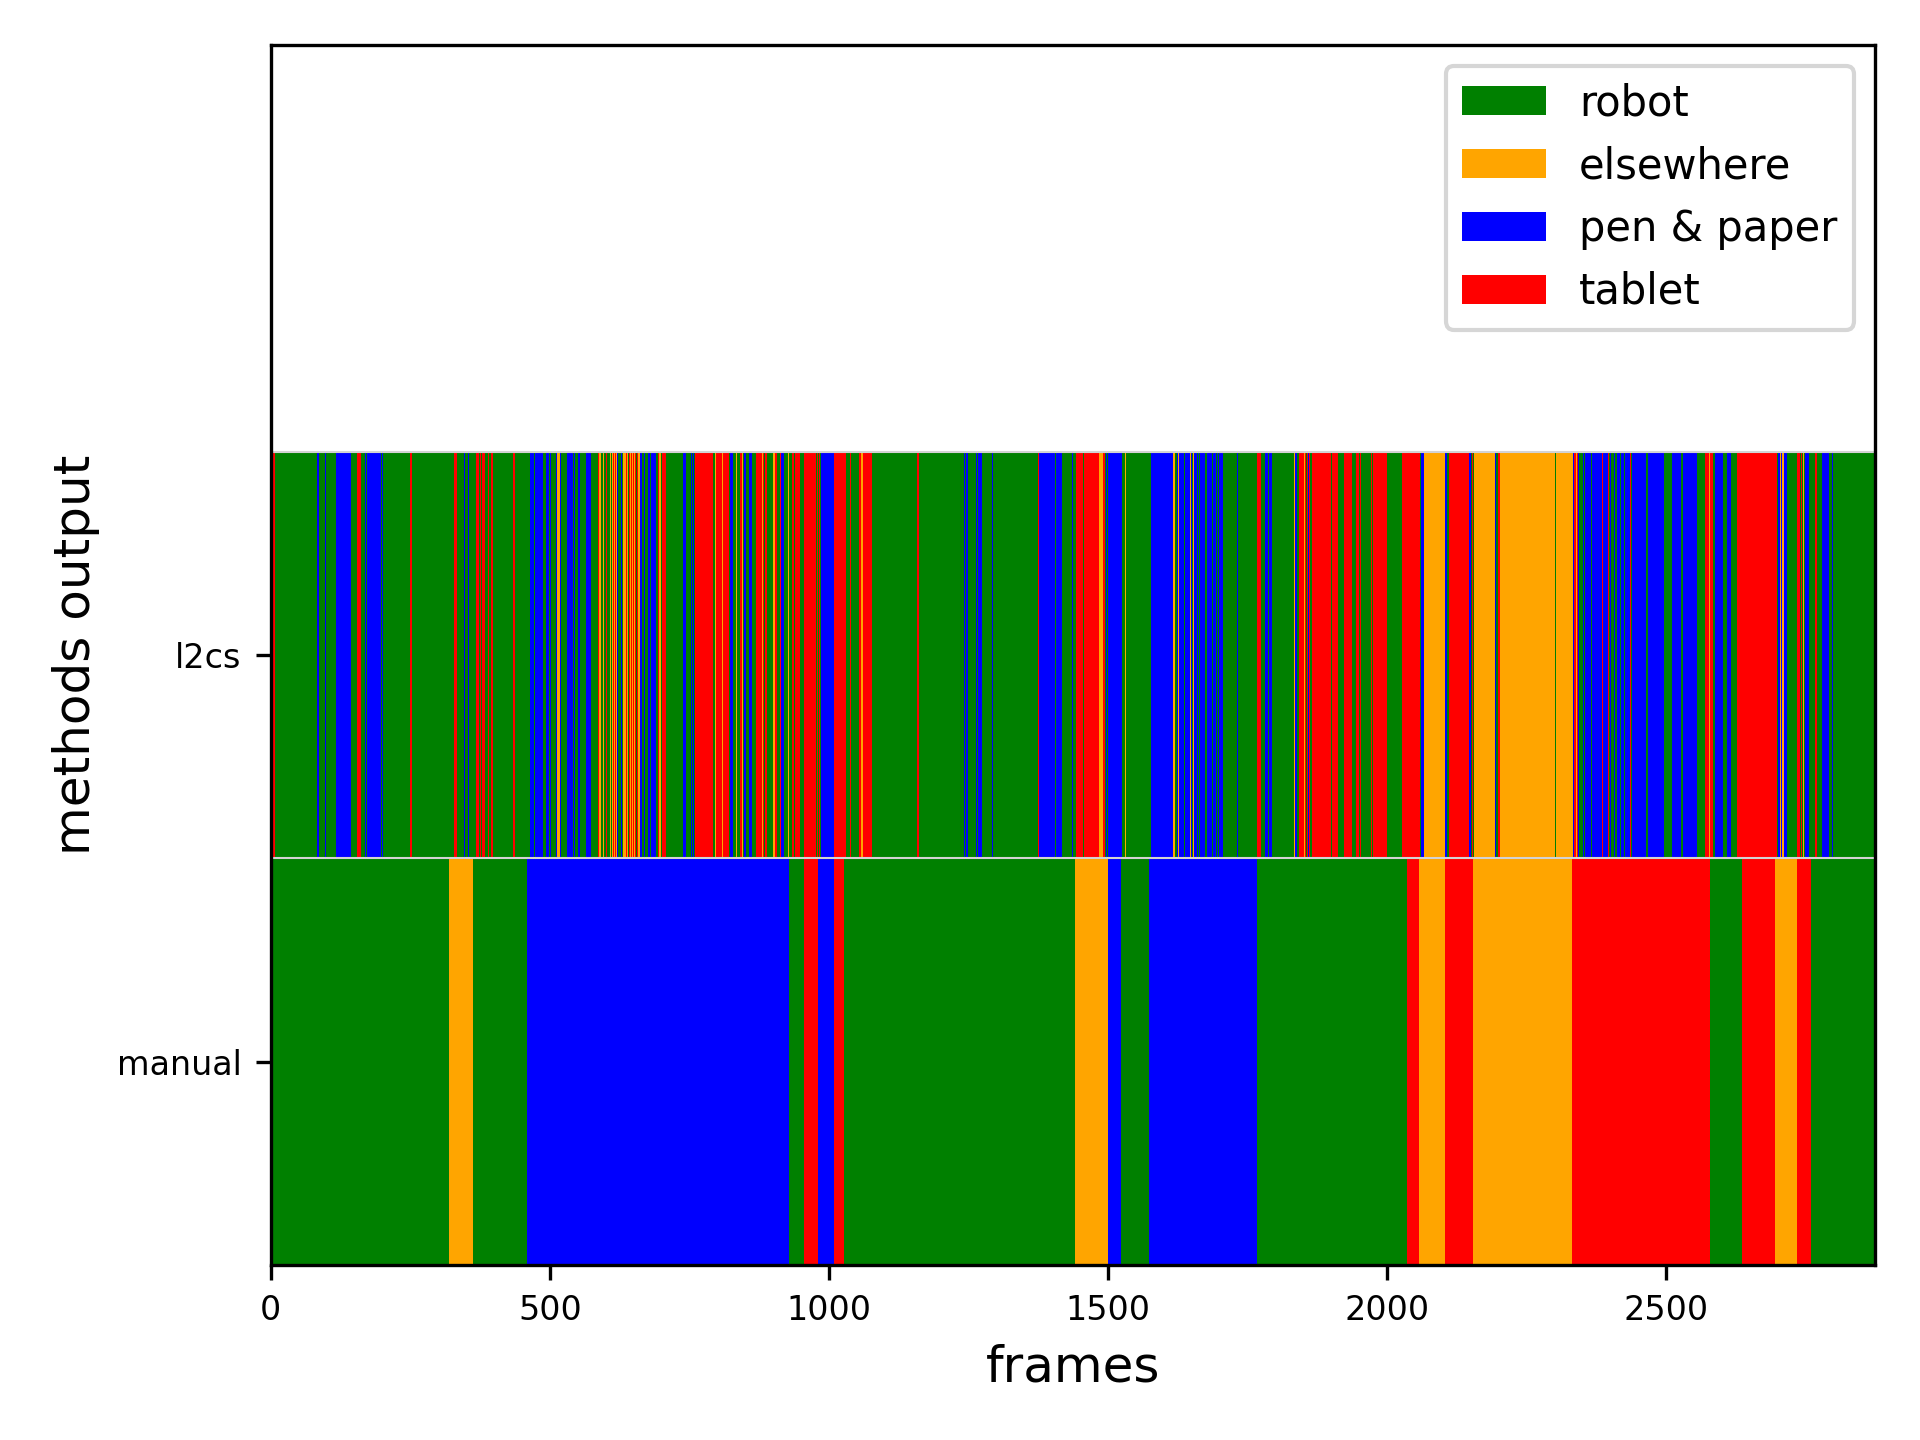 robot
elsewhere
pen & paper
tablet
methods output
l2cs
manual
0 500 1000 1500 2000 2500
frames